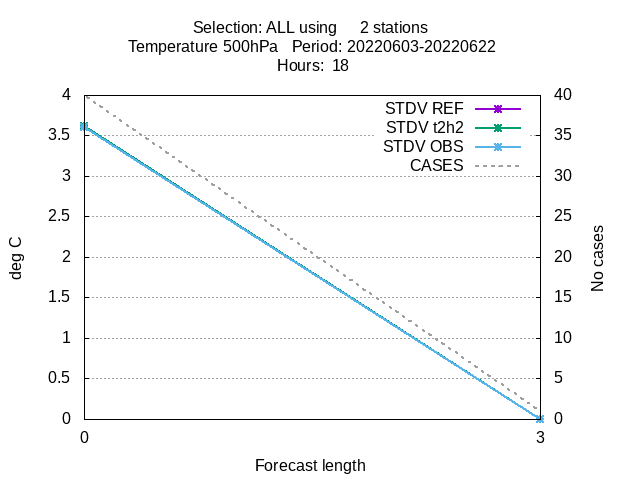 Selection: ALL using 2 stations
Temperature 500hPa Period: 20220603-20220622
Hours: 18
STDV REF
STDV t2h2
STDV OBS
CASES
4
3.5
3
2.5
2
1.5
1
0.5
0
40
35
30
25
20
15
10
5
0
deg C
No cases
0
3
Forecast length